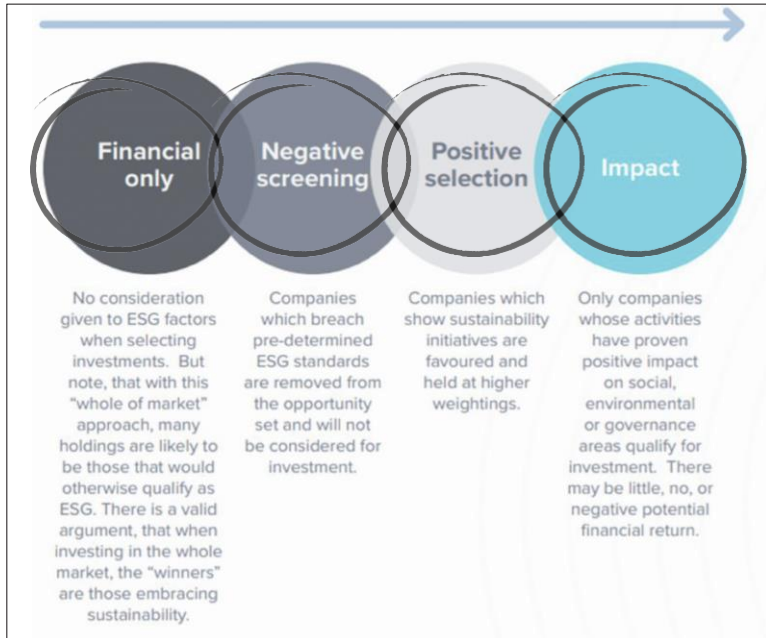 Financial
only
Negative
screening
Positive
selection
Impact
No consideration
given to ESG factors
when selecting
investments. But
note, that with this
“whole of market”
approach, many
holdings are likely to
be those that would
otherwise qualify as
ESG. There is a valid
argument, that when
investing in the whole
market, the “winners”
are those embracing
sustainability.
Companies
which breach
pre-determined
ESG standards
are removed from
the opportunity
set and will not
be considered for
investment.
Companies which
show sustainability
initiatives are
favoured and
held at higher
weightings.
Only companies
whose activities
have proven
positive impact
on social,
environmental
or governance
areas qualify for
investment. There
may be little, no, or
negative potential
financial return.